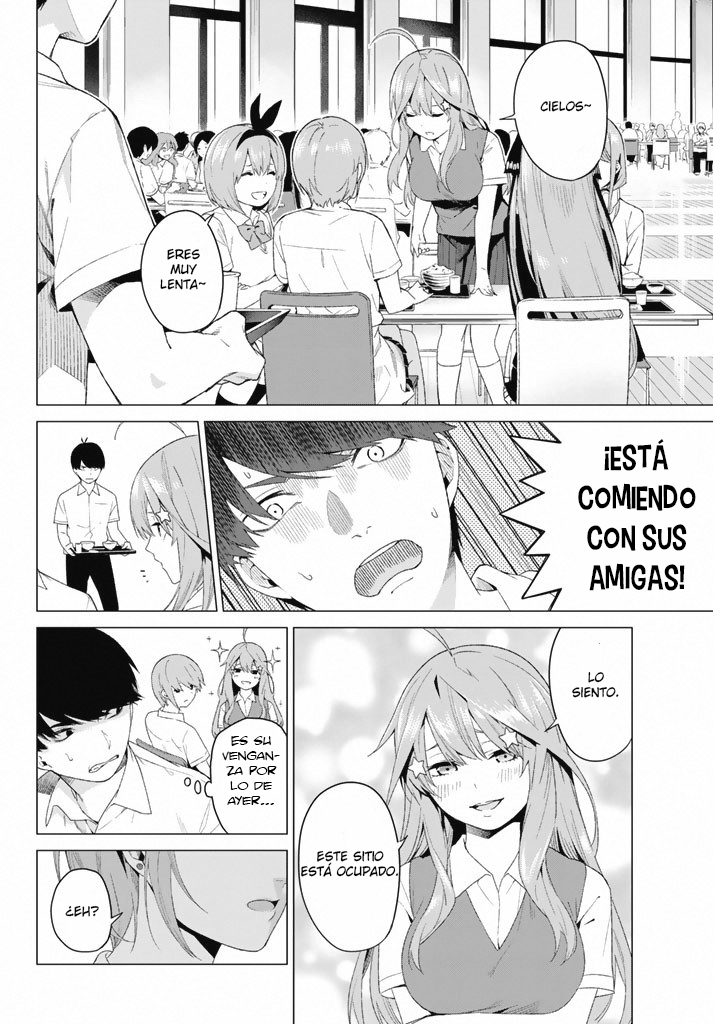 CIELOS~
ERES
MUY
LENTA~
¡ESTÁ
COMIENDO
CON SUS
AMIGAS!
LO
SIENTO.
ESTE SITIO
ESTÁ OCUPADO.
ES SU
VENGAN-
ZA POR
LO DE
AYER...
¿EH?